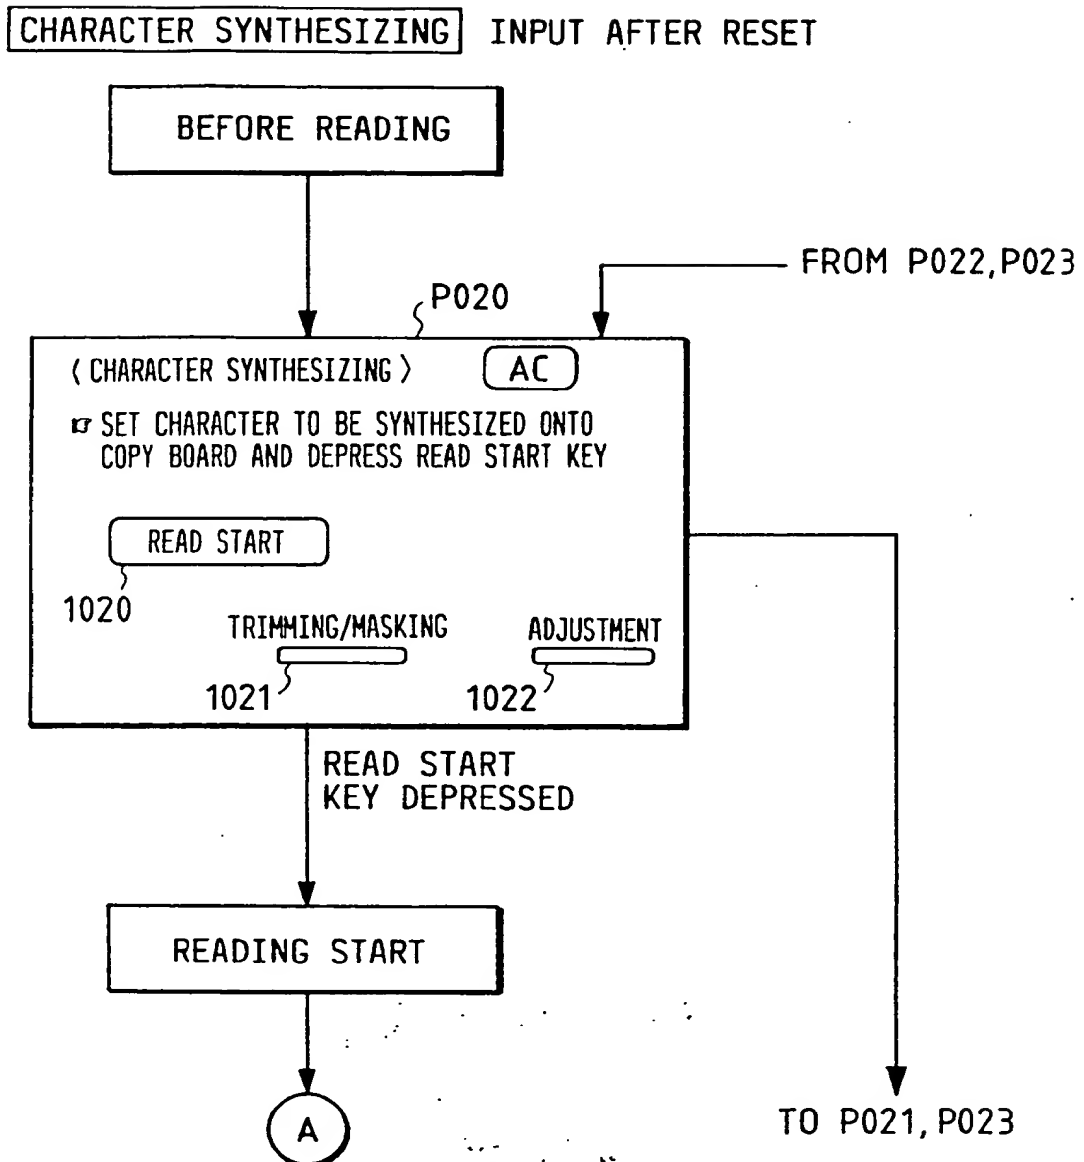 CHARACTER SYNTHESIZING INPUT AFTER RESET
BEFORE READING
FROM P022,P023
P020
〈CHARACTER SYNTHESIZING〉 AC
☞ SET CHARACTER TO BE SYNTHESIZED ONTO
COPY BOARD AND DEPRESS READ START KEY
READ START
1020
TRIMMING/MASKING ADJUSTMENT
1021 1022
READ START
KEY DEPRESSED
READING START
A
TO P021,P023